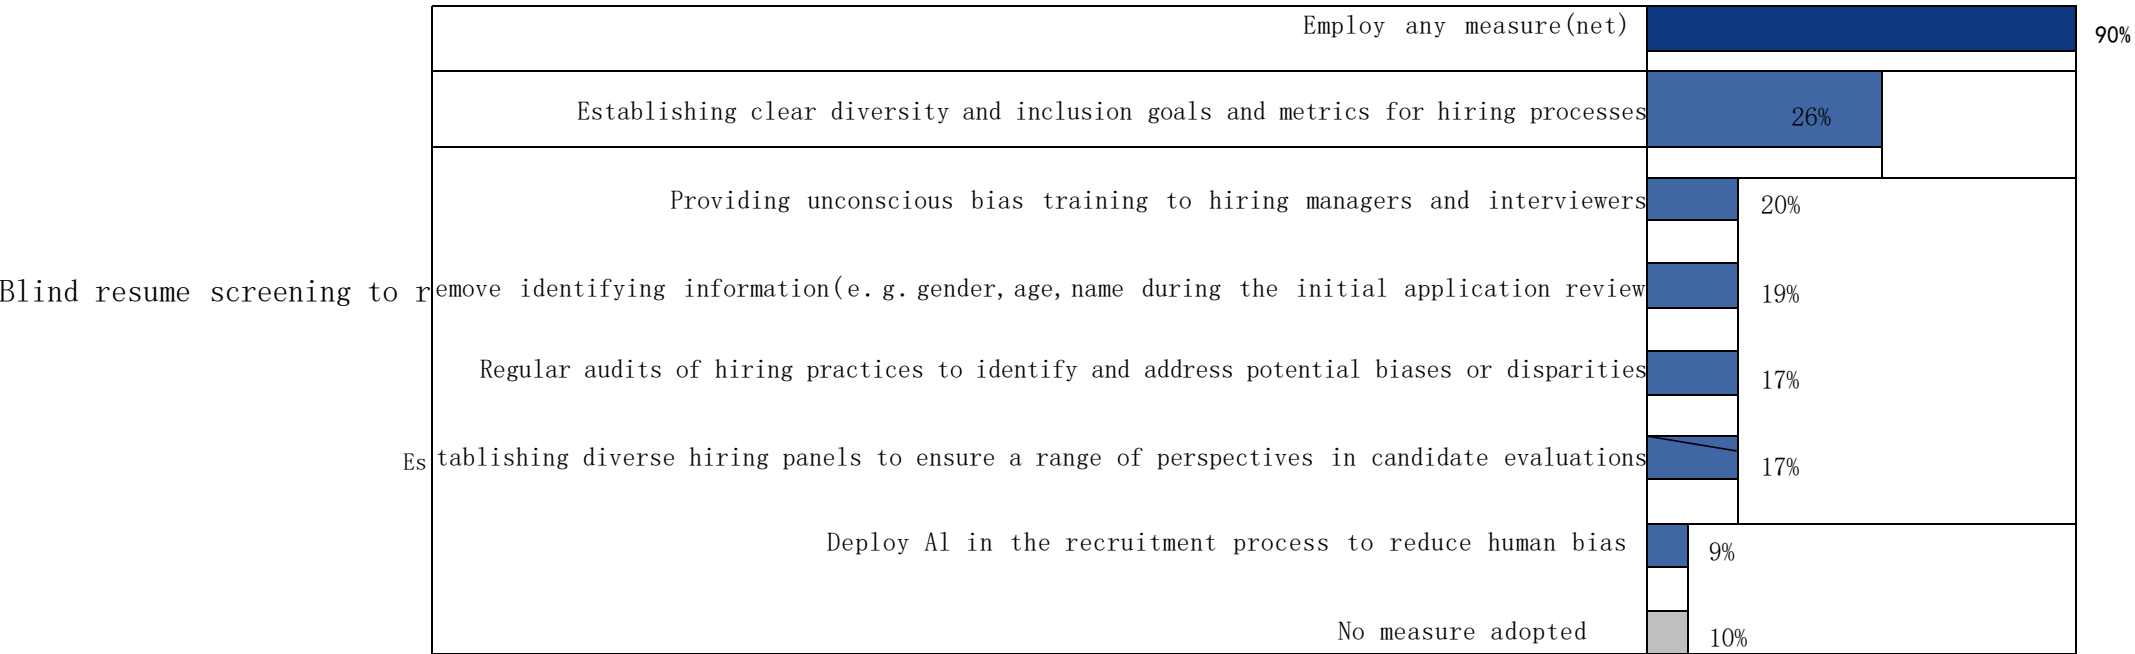 Employ any measure(net) 90%
Establishing clear diversity and inclusion goals and metrics for hiring processes 26%
Providing unconscious bias training to hiring managers and interviewers 20%
Blind resume screening to remove identifying information(e.g.gender,age,name during the initial application review 19%
Regular audits of hiring practices to identify and address potential biases or disparities 17%
Establishing diverse hiring panels to ensure a range of perspectives in candidate evaluations 17%
Deploy Al in the recruitment process to reduce human bias 9%
No measure adopted 10%